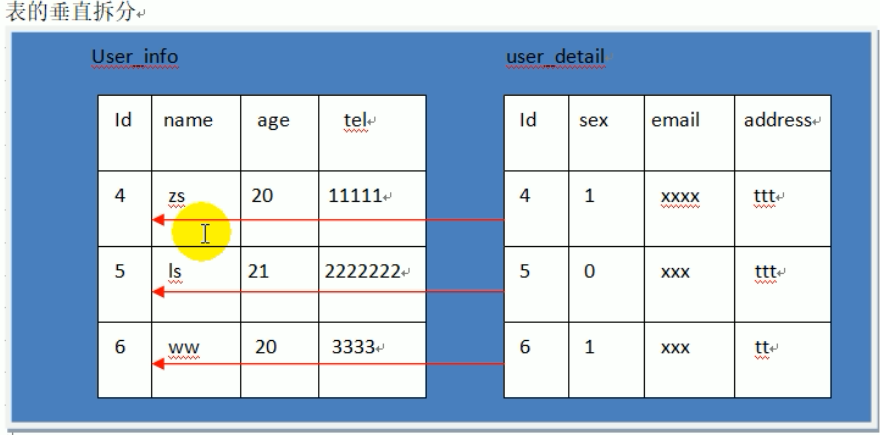 表的垂直拆分
User_info user_detail
Id name age tel Id sex email address
4 zs 20 11111 4 1 xxxx ttt
5 ls 21 2222222 5 0 xxx ttt
6 ww 20 3333 6 1 xxx tt